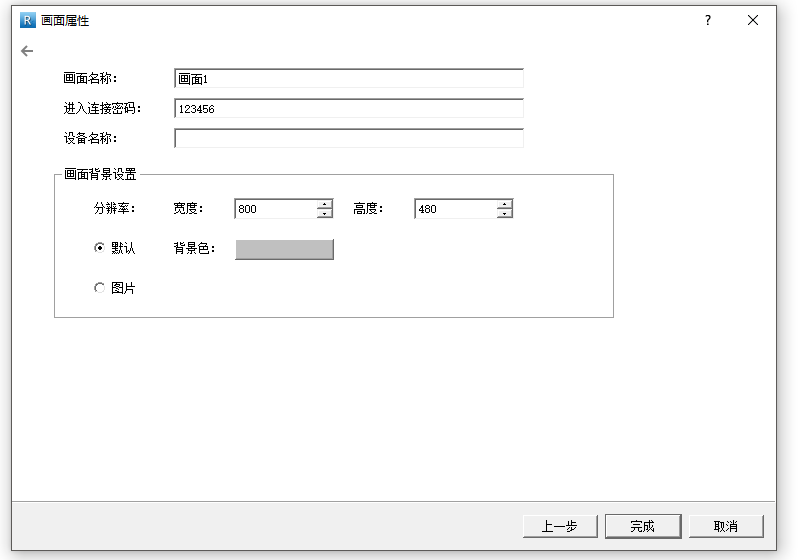 R 画面属性 ?
画面名称： 画面1
进入连接密码： 123456
设备名称：
画面背景设置
分辨率： 宽度： 800 高度： 480
默认 背景色：
图片
上一步 完成 取消